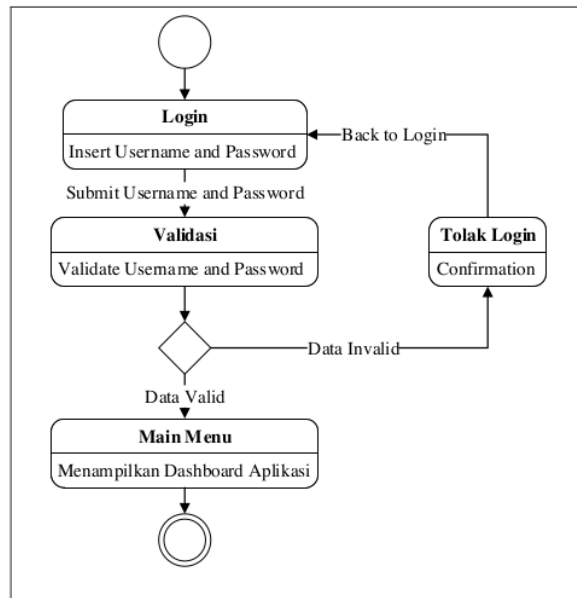 Login
Insert Username and Password
Back to Login
Submit Username and Password
Validasi
Validate Username and Password
Tolak Login
Confirmation
Data Invalid
Data Valid
Main Menu
Menampilkan Dashboard Aplikasi